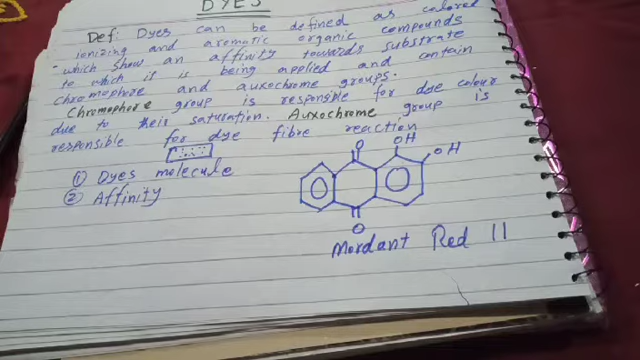 DYES
Def: Dyes can be defined as colored
ionizing and aromatic organic compounds
which show an affinity towards substrate
to which it is being applied and contain
chromophore and auxochrome groups.
Chromophore group is responsible for dye colour
due to their saturation. Auxochrome group is
responsible for dye fibre reaction
① Dyes molecule
② Affinity
O
OH
OH
O
Mordant Red 11